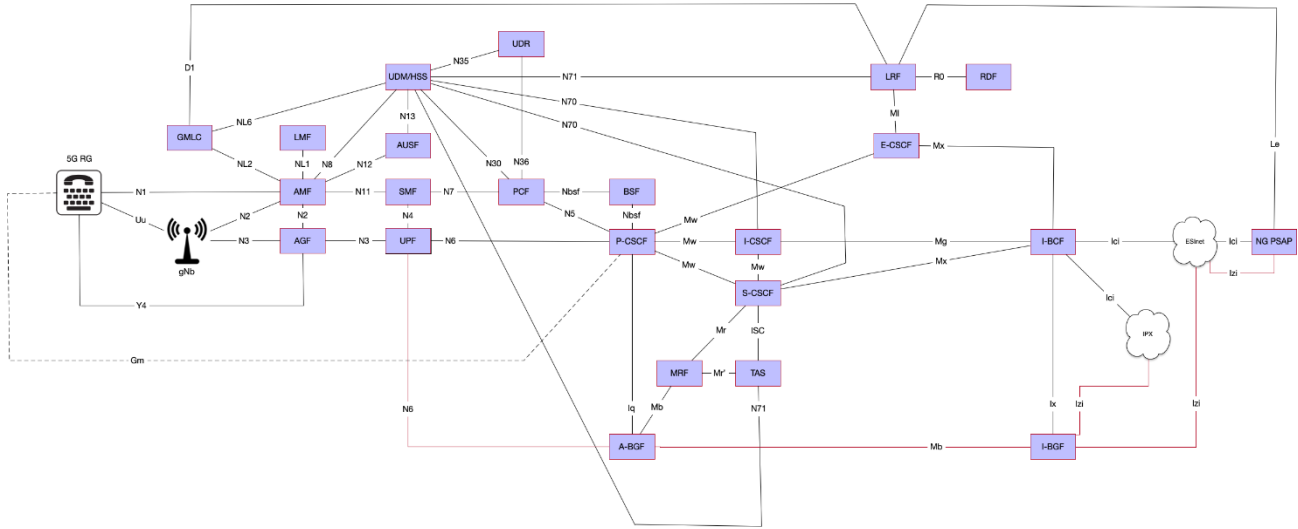 UDR
N35
D1
UDM/HSS
N71
LRF
R0
RDF
N70
MI
NL6
N13
N70
GMLC
LMF
AUSF
E-CSCF
Mx
Le
5G RG
NL2
NL1
N8
N12
N30
N36
N1
AMF
N11
SMF
N7
PCF
Nbsf
BSF
Uu
N2
N2
N4
N5
Nbsf
Mw
N3
AGF
N3
UPF
N6
P-CSCF
Mw
I-CSCF
Mg
I-BCF
Ici
ESInet
Ici
NG PSAP
gNb
Mw
Mw
Mx
Izi
S-CSCF
Ici
Y4
Mr
ISC
IPX
Gm
MRF
Mr'
TAS
N6
Iq
Mb
N71
Ix
Izi
Izi
A-BGF
Mb
I-BGF